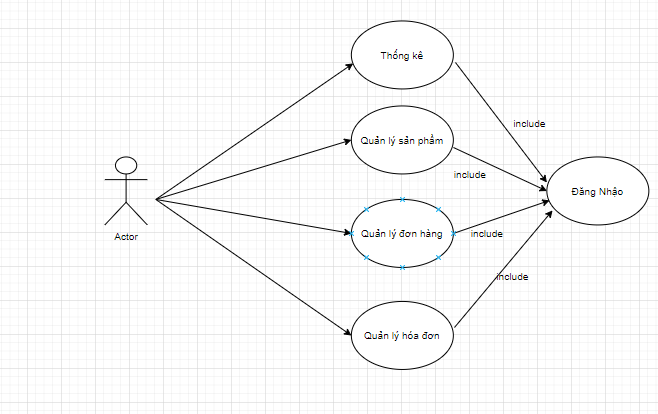 Thống kê
include
Quản lý sản phẩm
include
Đăng Nhập
Actor
Quản lý đơn hàng
include
include
Quản lý hóa đơn